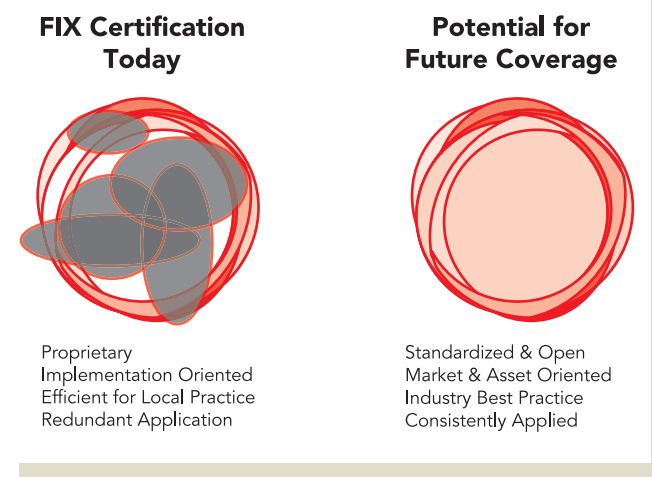 FIX Certification
Today
Proprietary
Implementation Oriented
Efficient for Local Practice
Redundant Application
Potential for
Future Coverage
Standardized & Open
Market & Asset Oriented
Industry Best Practice
Consistently Applied